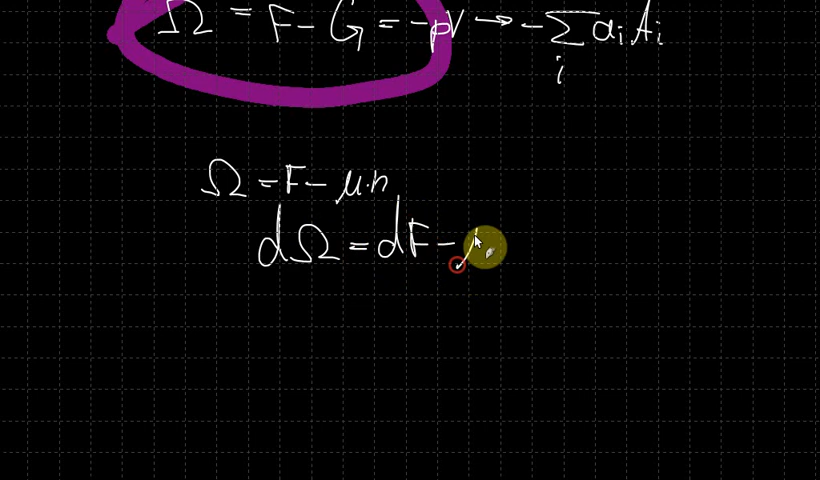 Ω = F - G = -pV → -∑ aᵢAᵢ
i
Ω = F - μ·n
dΩ = dF -